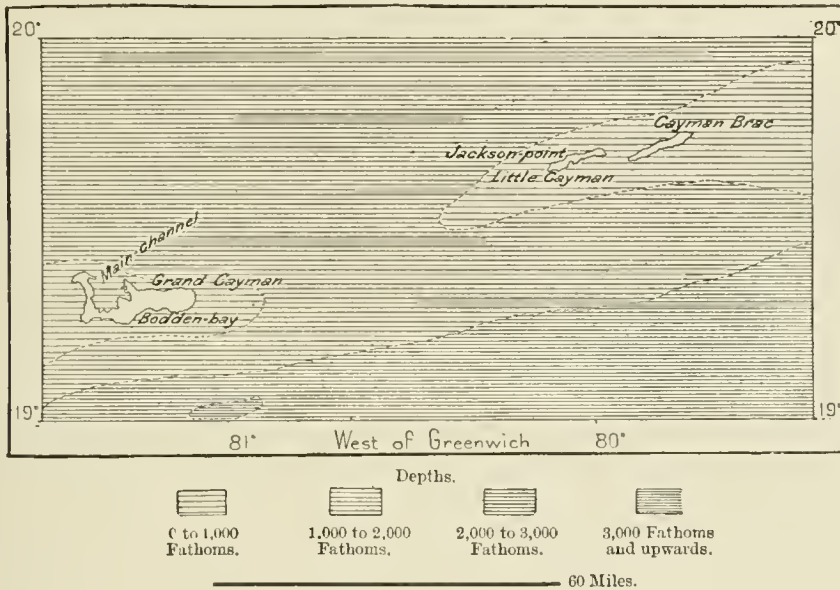 20°
20°
Cayman Brac
Jackson-point
Little Cayman
Main-channel
Grand Cayman
Bodden-bay
19°
19°
81°
West of Greenwich
80°
Depths.
0 to 1,000
Fathoms.
1,000 to 2,000
Fathoms.
2,000 to 3,000
Fathoms.
3,000 Fathoms
and upwards.
60 Miles.